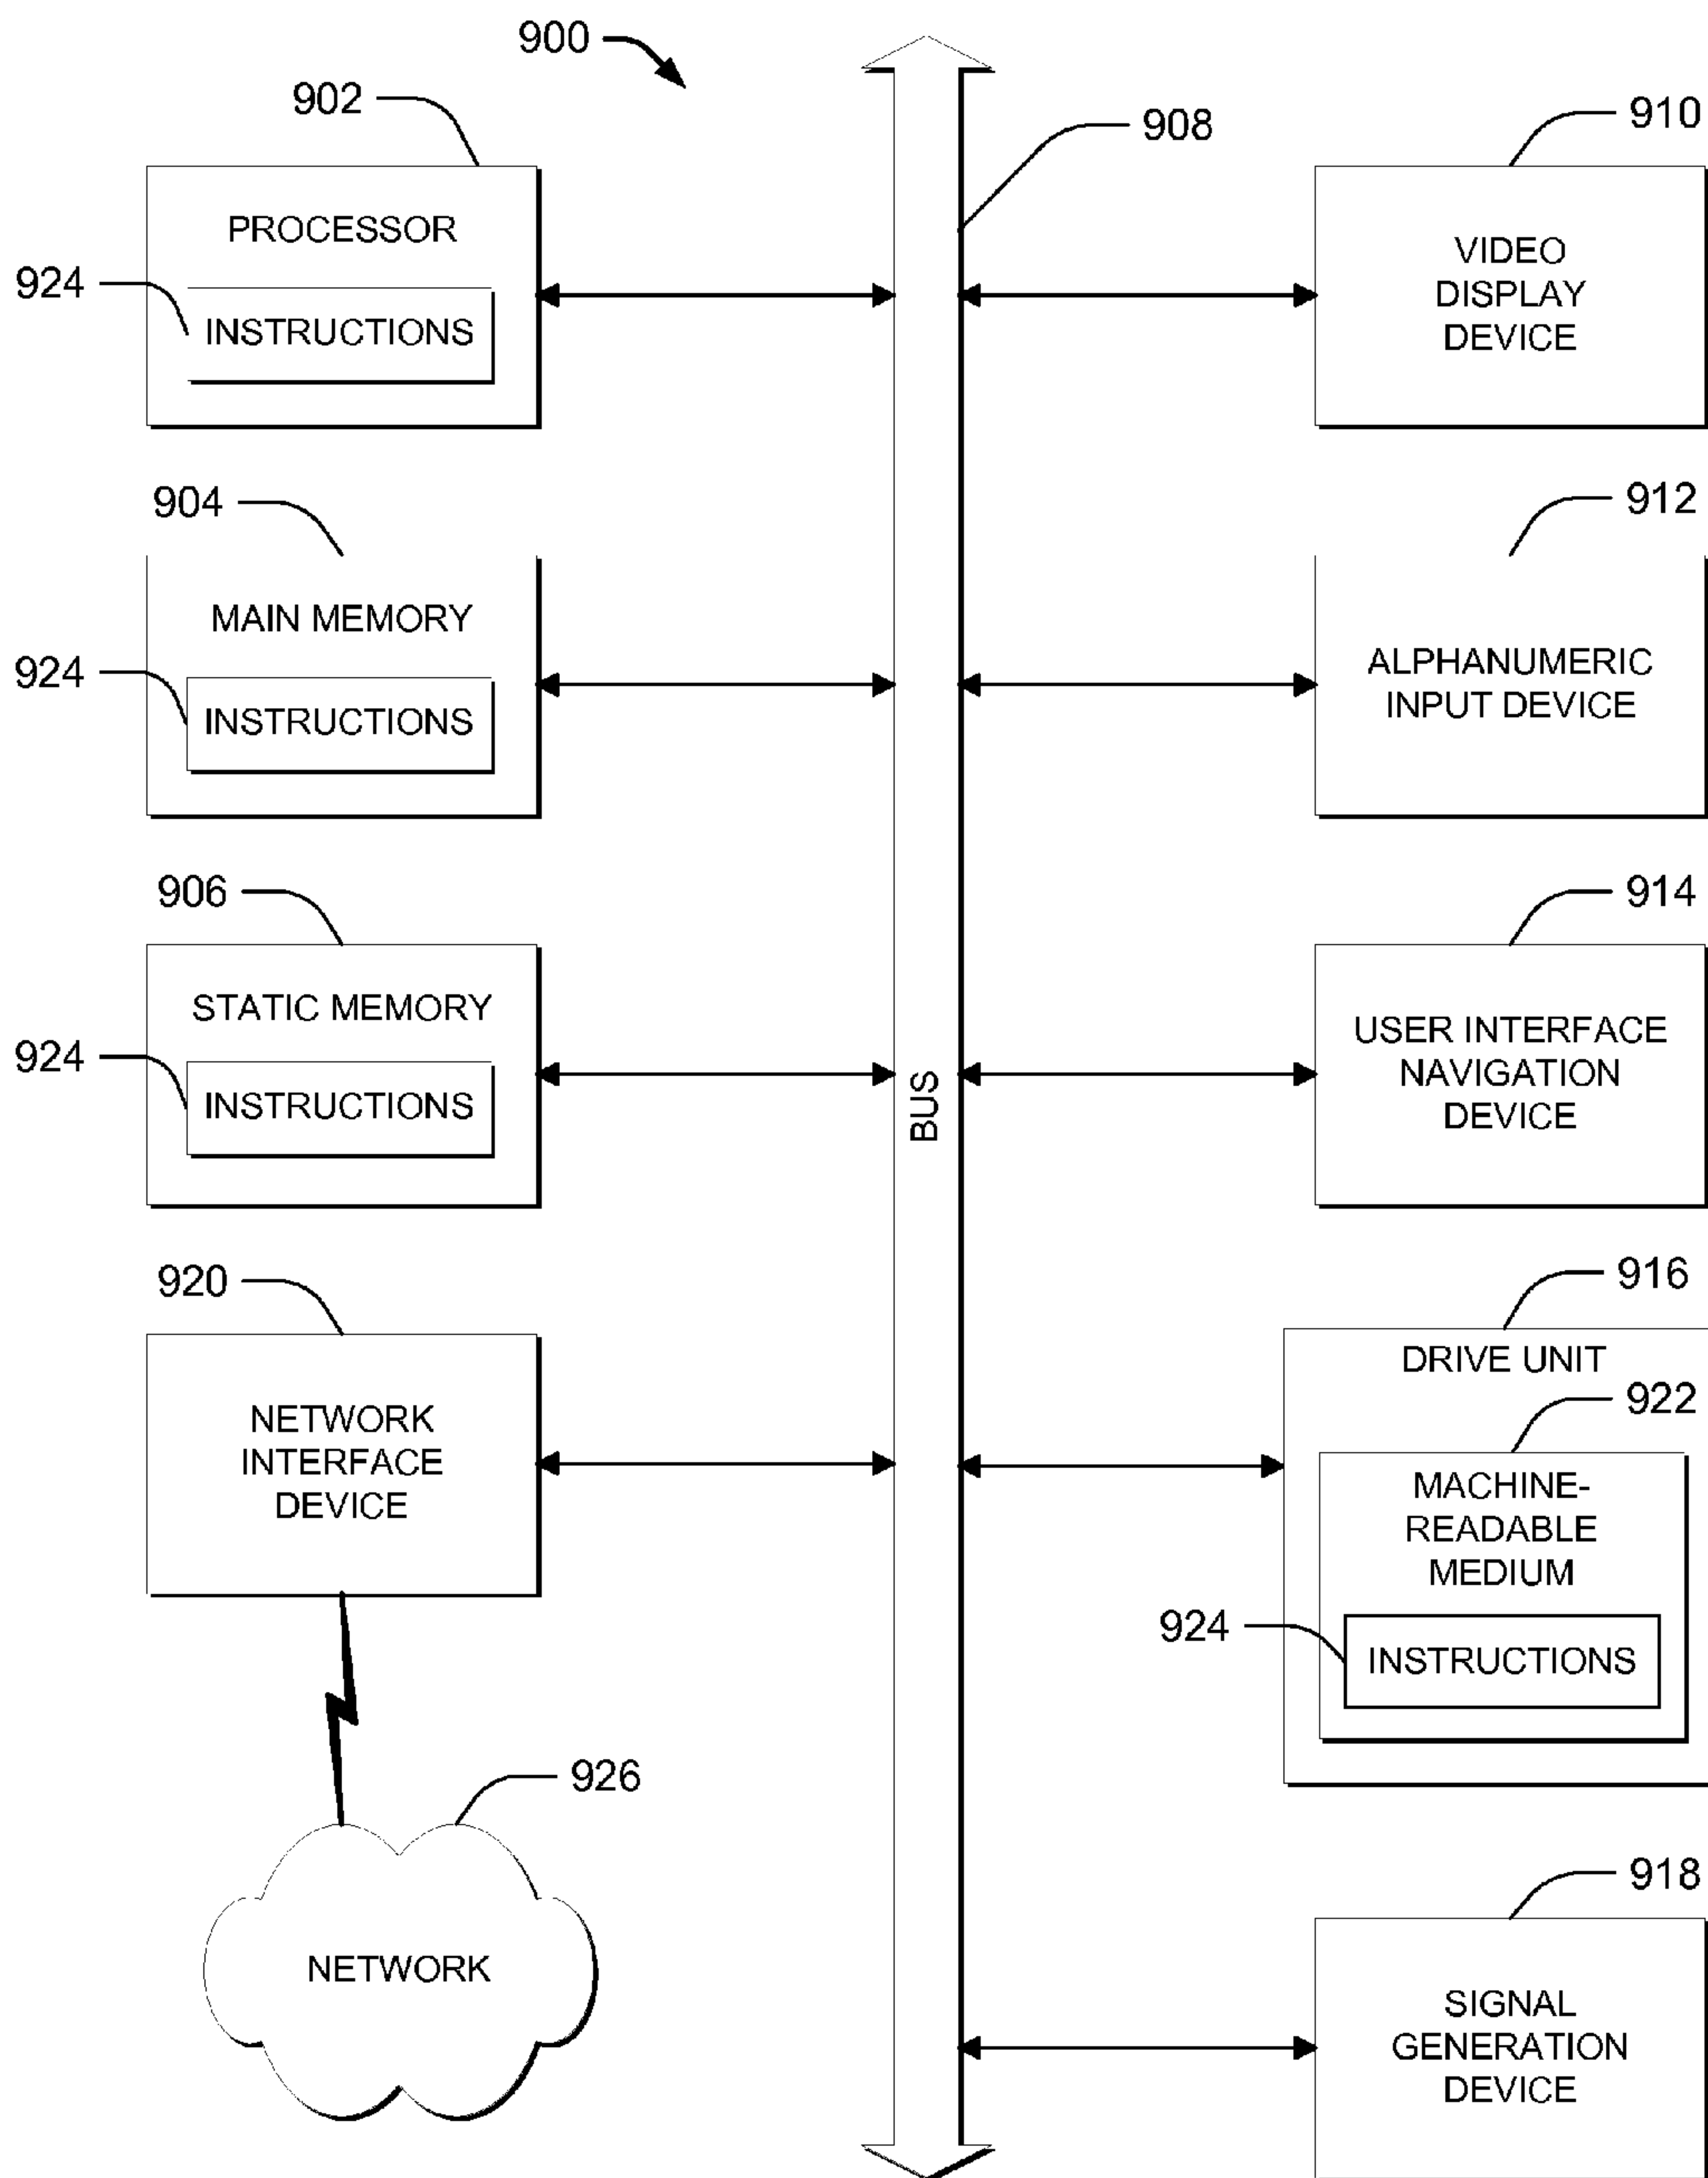 900
902
PROCESSOR
924
INSTRUCTIONS
904
MAIN MEMORY
924
INSTRUCTIONS
906
STATIC MEMORY
924
INSTRUCTIONS
920
NETWORK
INTERFACE
DEVICE
926
NETWORK
908
BUS
910
VIDEO
DISPLAY
DEVICE
912
ALPHANUMERIC
INPUT DEVICE
914
USER INTERFACE
NAVIGATION
DEVICE
916
DRIVE UNIT
922
MACHINE-
READABLE
MEDIUM
924
INSTRUCTIONS
918
SIGNAL
GENERATION
DEVICE